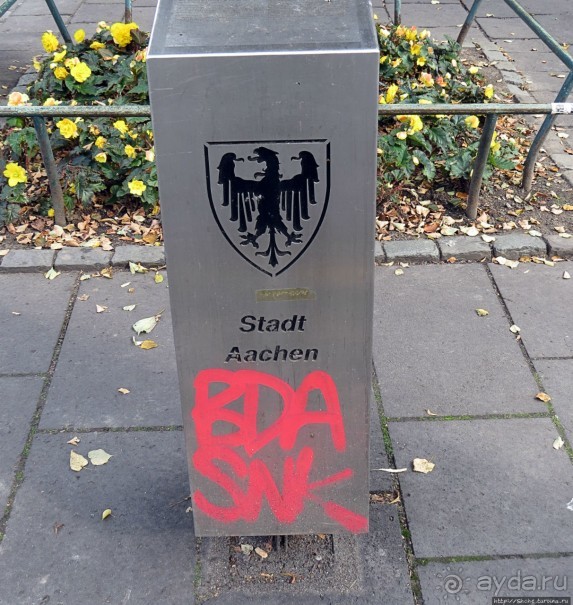 Stadt
Aachen
BDA
SNK
ayda.ru